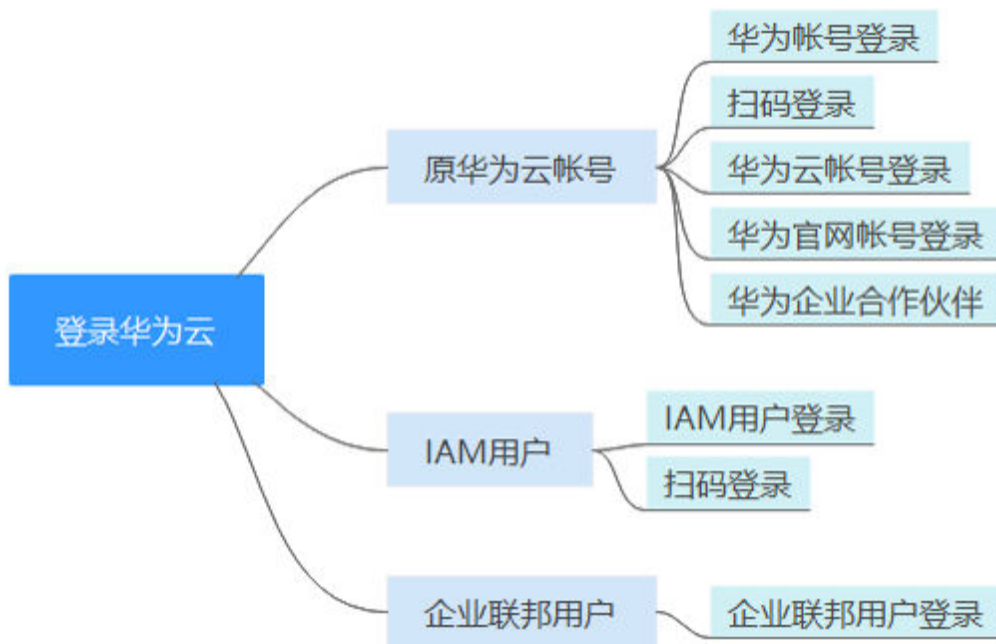 登录华为云
原华为云帐号
华为帐号登录
扫码登录
华为云帐号登录
华为官网帐号登录
华为企业合作伙伴
IAM用户
IAM用户登录
扫码登录
企业联邦用户
企业联邦用户登录